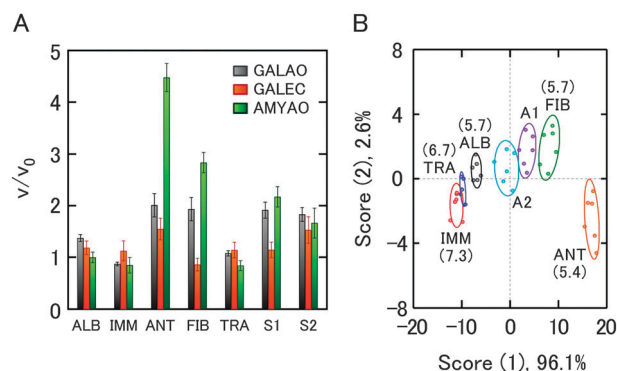 A
v/v0
5
4
3
2
1
0
GALAO
GALEC
AMYAO
ALB IMM ANT FIB TRA S1 S2
B
Score (2), 2.6%
8
4
0
-4
-8
(5.7)
FIB
A1
(5.7)
ALB
(6.7)
TRA
A2
IMM
(7.3)
ANT
(5.4)
-20 -10 0 10 20
Score (1), 96.1%